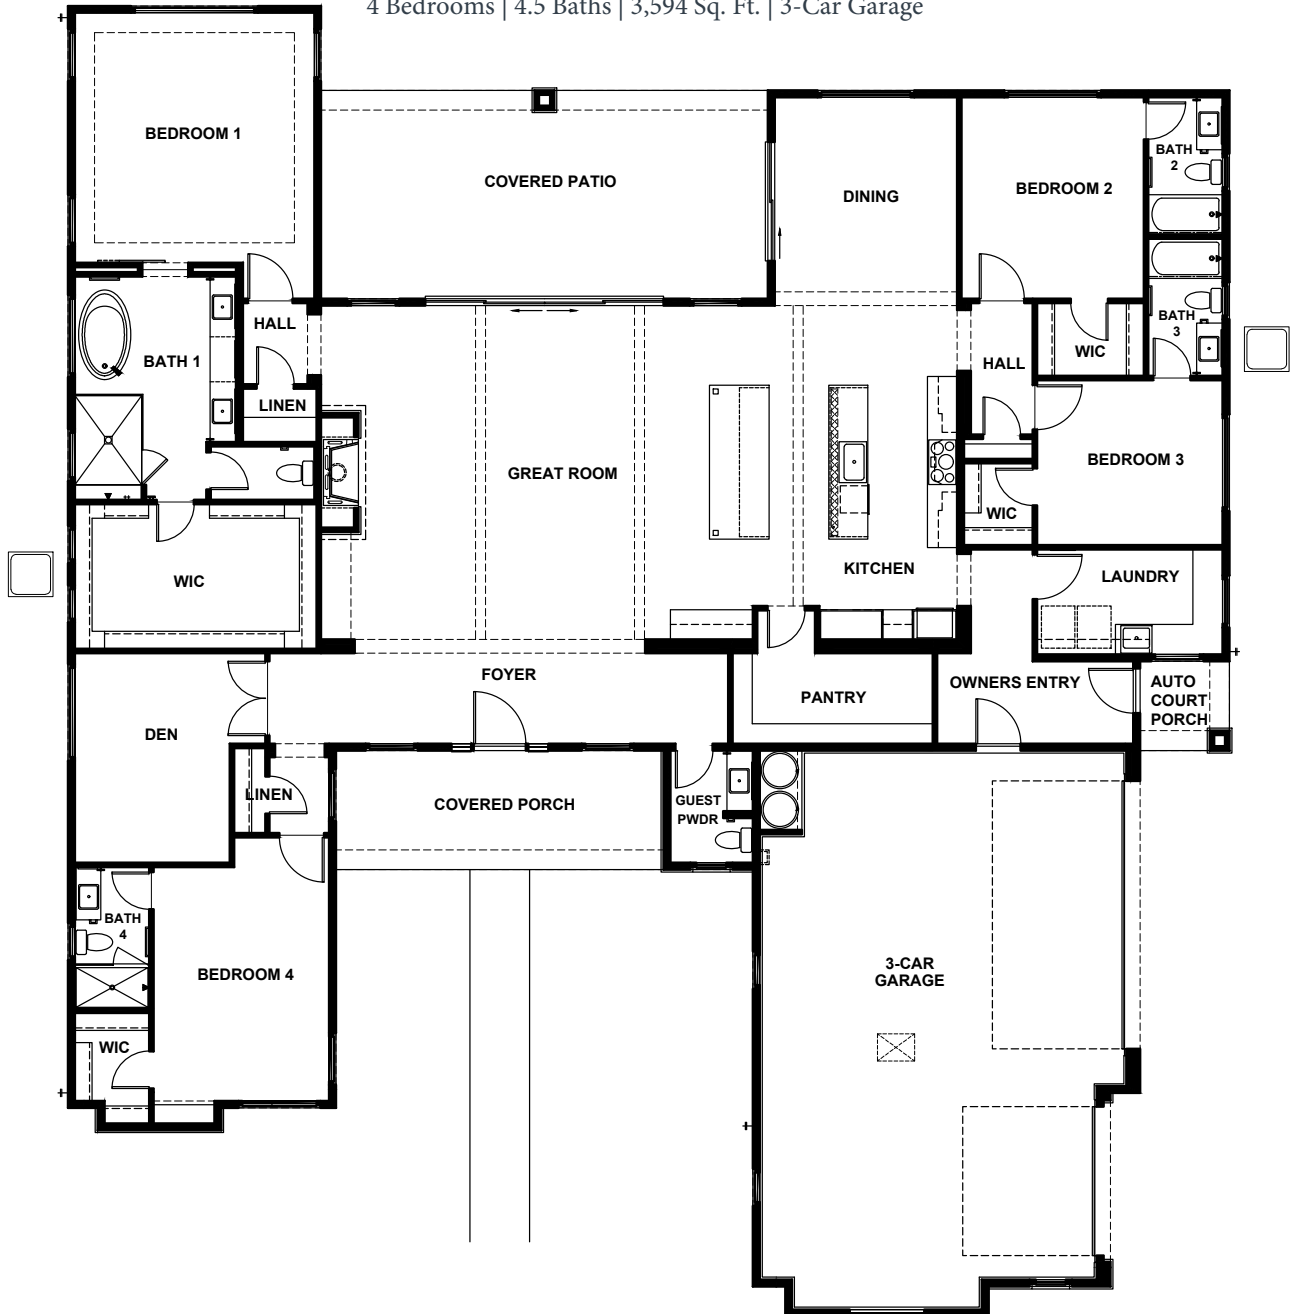 4 Bedrooms | 4.5 Baths | 3,594 Sq. Ft. | 3-Car Garage
BEDROOM 1
COVERED PATIO
DINING
BEDROOM 2
BATH
2
BATH
3
HALL
BATH 1
LINEN
WIC
HALL
GREAT ROOM
BEDROOM 3
WIC
KITCHEN
WIC
LAUNDRY
FOYER
PANTRY
OWNERS ENTRY
AUTO
COURT
PORCH
DEN
LINEN
COVERED PORCH
GUEST
PWDR
BATH
4
BEDROOM 4
3-CAR
GARAGE
WIC